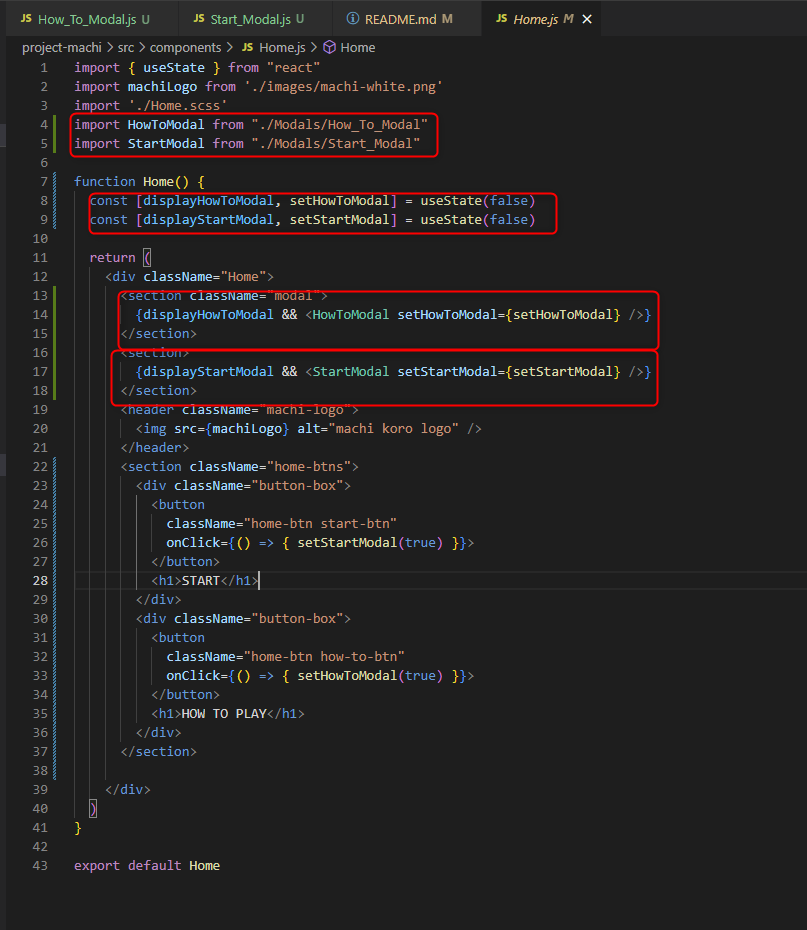 JS How_To_Modal.js U JS Start_Modal.js U README.md M JS Home.js M
project-machi > src > components > JS Home.js > Home
1 import { useState } from "react"
2 import machiLogo from './images/machi-white.png'
3 import './Home.scss'
4 import HowToModal from "./Modals/How_To_Modal"
5 import StartModal from "./Modals/Start_Modal"
6
7 function Home() {
8 const [displayHowToModal, setHowToModal] = useState(false)
9 const [displayStartModal, setStartModal] = useState(false)
10
11 return (
12 <div className="Home">
13 <section className="modal">
14 {displayHowToModal && <HowToModal setHowToModal={setHowToModal} />}
15 </section>
16 <section>
17 {displayStartModal && <StartModal setStartModal={setStartModal} />}
18 </section>
19 <header className="machi-logo">
20 <img src={machiLogo} alt="machi koro logo" />
21 </header>
22 <section className="home-btns">
23 <div className="button-box">
24 <button
25 className="home-btn start-btn"
26 onClick={() => { setStartModal(true) }}>
27 </button>
28 <h1>START</h1>
29 </div>
30 <div className="button-box">
31 <button
32 className="home-btn how-to-btn"
33 onClick={() => { setHowToModal(true) }}>
34 </button>
35 <h1>HOW TO PLAY</h1>
36 </div>
37 </section>
38
39 </div>
40 )
41 }
42
43 export default Home